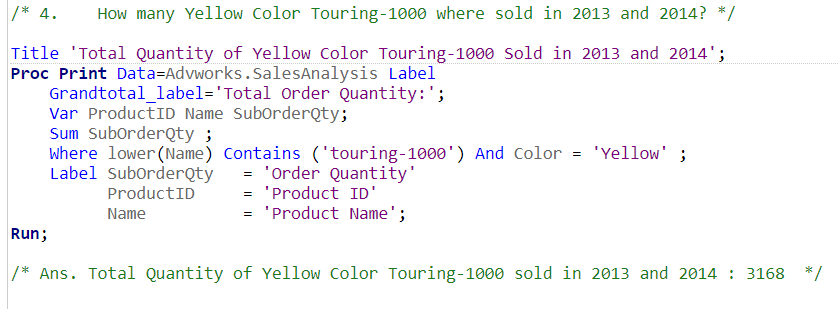 /* 4.    How many Yellow Color Touring-1000 where sold in 2013 and 2014? */
Title 'Total Quantity of Yellow Color Touring-1000 Sold in 2013 and 2014';
Proc Print Data=Advworks.SalesAnalysis Label
    Grandtotal_label='Total Order Quantity:';
    Var ProductID Name SubOrderQty;
    Sum SubOrderQty ;
    Where lower(Name) Contains ('touring-1000') And Color = 'Yellow' ;
    Label SubOrderQty   = 'Order Quantity'
          ProductID     = 'Product ID'
          Name          = 'Product Name';
Run;
/* Ans. Total Quantity of Yellow Color Touring-1000 sold in 2013 and 2014 : 3168  */